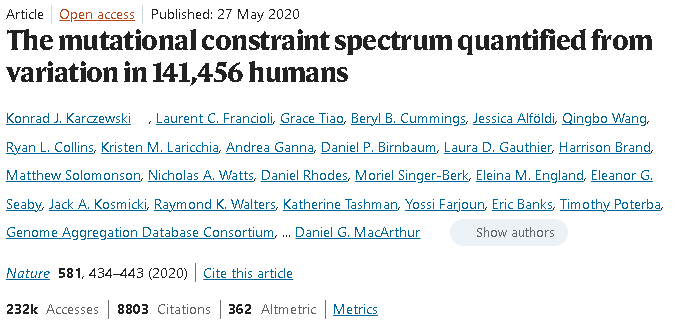 Article Open access Published: 27 May 2020
The mutational constraint spectrum quantified from
variation in 141,456 humans
Konrad J. Karczewski , Laurent C. Francioli, Grace Tiao, Beryl B. Cummings, Jessica Alföldi, Qingbo Wang,
Ryan L. Collins, Kristen M. Laricchia, Andrea Ganna, Daniel P. Birnbaum, Laura D. Gauthier, Harrison Brand,
Matthew Solomonson, Nicholas A. Watts, Daniel Rhodes, Moriel Singer-Berk, Eleina M. England, Eleanor G.
Seaby, Jack A. Kosmicki, Raymond K. Walters, Katherine Tashman, Yossi Farjoun, Eric Banks, Timothy Poterba,
Genome Aggregation Database Consortium, ... Daniel G. MacArthur Show authors
Nature 581, 434–443 (2020) Cite this article
232k Accesses 8803 Citations 362 Altmetric Metrics